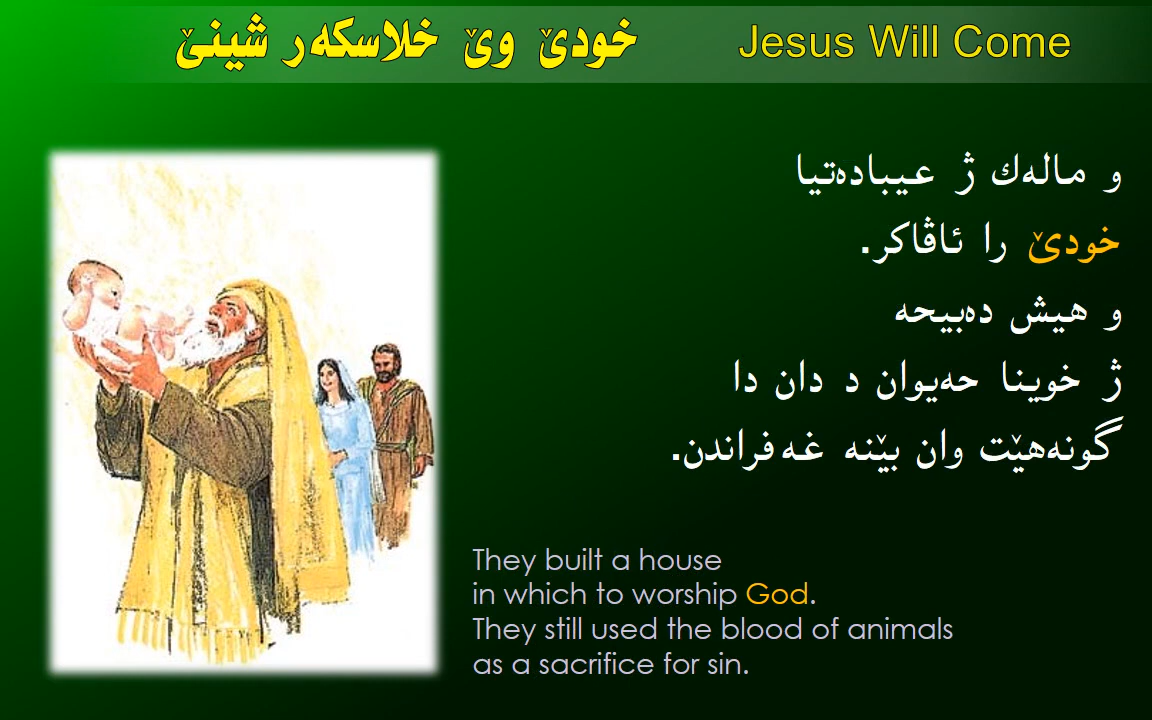 خودێ وێ خلاسکەر شینێ
Jesus Will Come
و مالەك ژ عیبادەتیا
خودێ را ئاڤاکر.
و هیش دەبیحە
ژ خوینا حەیوان د دان دا
گونەهێت وان بێنە غەفراندن.
They built a house
in which to worship God.
They still used the blood of animals
as a sacrifice for sin.